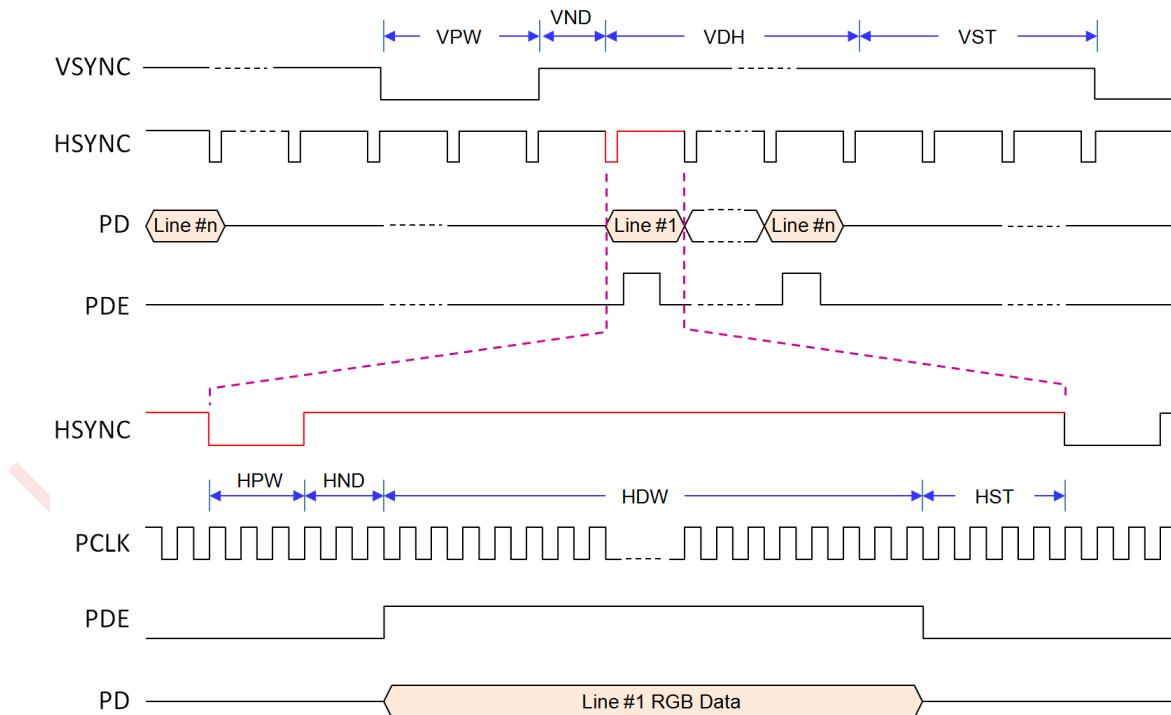 VPW
VND
VDH
VST
VSYNC
HSYNC
PD
Line #n
Line #1
Line #n
PDE
HSYNC
HPW
HND
HDW
HST
PCLK
PDE
PD
Line #1 RGB Data